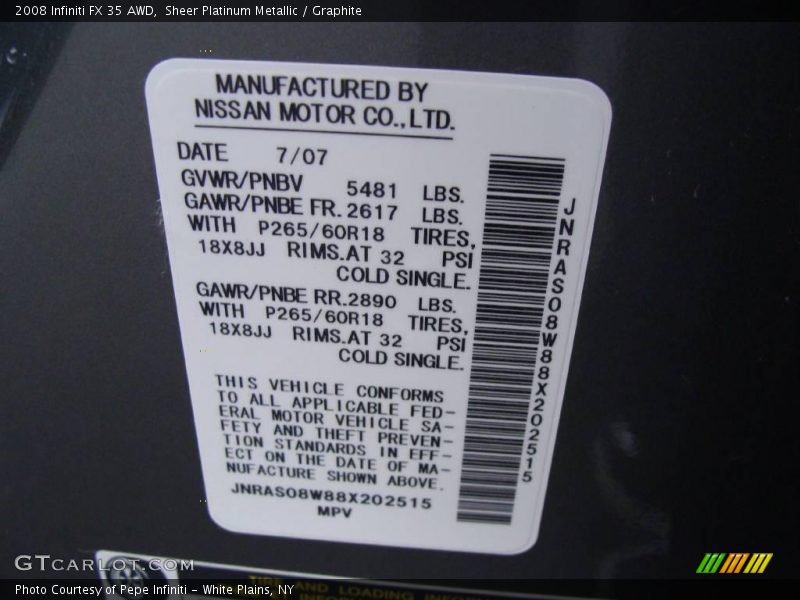 2008 Infiniti FX 35 AWD, Sheer Platinum Metallic / Graphite
MANUFACTURED BY
NISSAN MOTOR CO.,LTD.
DATE 7/07
GVWR/PNBV 5481 LBS.
GAWR/PNBE FR.2617 LBS.
WITH P265/60R18 TIRES,
18X8JJ RIMS.AT 32 PSI
COLD SINGLE.
GAWR/PNBE RR.2890 LBS.
WITH P265/60R18 TIRES,
18X8JJ RIMS.AT 32 PSI
COLD SINGLE.
THIS VEHICLE CONFORMS
TO ALL APPLICABLE FED-
ERAL MOTOR VEHICLE SA-
FETY AND THEFT PREVEN-
TION STANDARDS IN EFF-
ECT ON THE DATE OF MA-
NUFACTURE SHOWN ABOVE.
JNRAS08W88X202515
MPV
JNRAS08W88X202515
GTCARLOT.COM
TIRE AND LOADING INFORMATION
Photo Courtesy of Pepe Infiniti - White Plains, NY